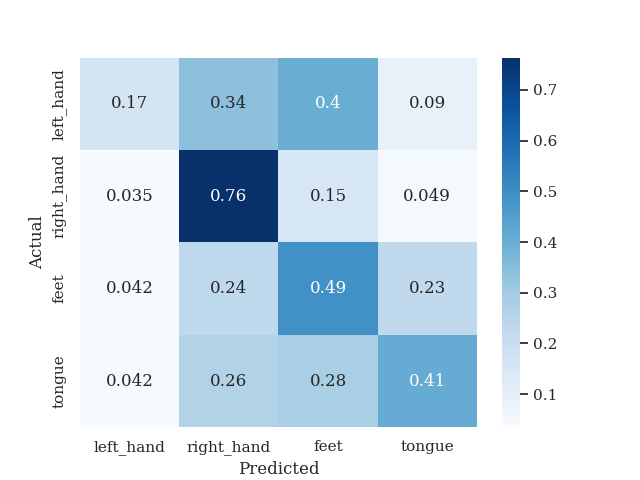 left_hand 0.17 0.34 0.4 0.09
right_hand 0.035 0.76 0.15 0.049
feet 0.042 0.24 0.49 0.23
tongue 0.042 0.26 0.28 0.41
Actual
left_hand right_hand feet tongue
Predicted
0.7
0.6
0.5
0.4
0.3
0.2
0.1